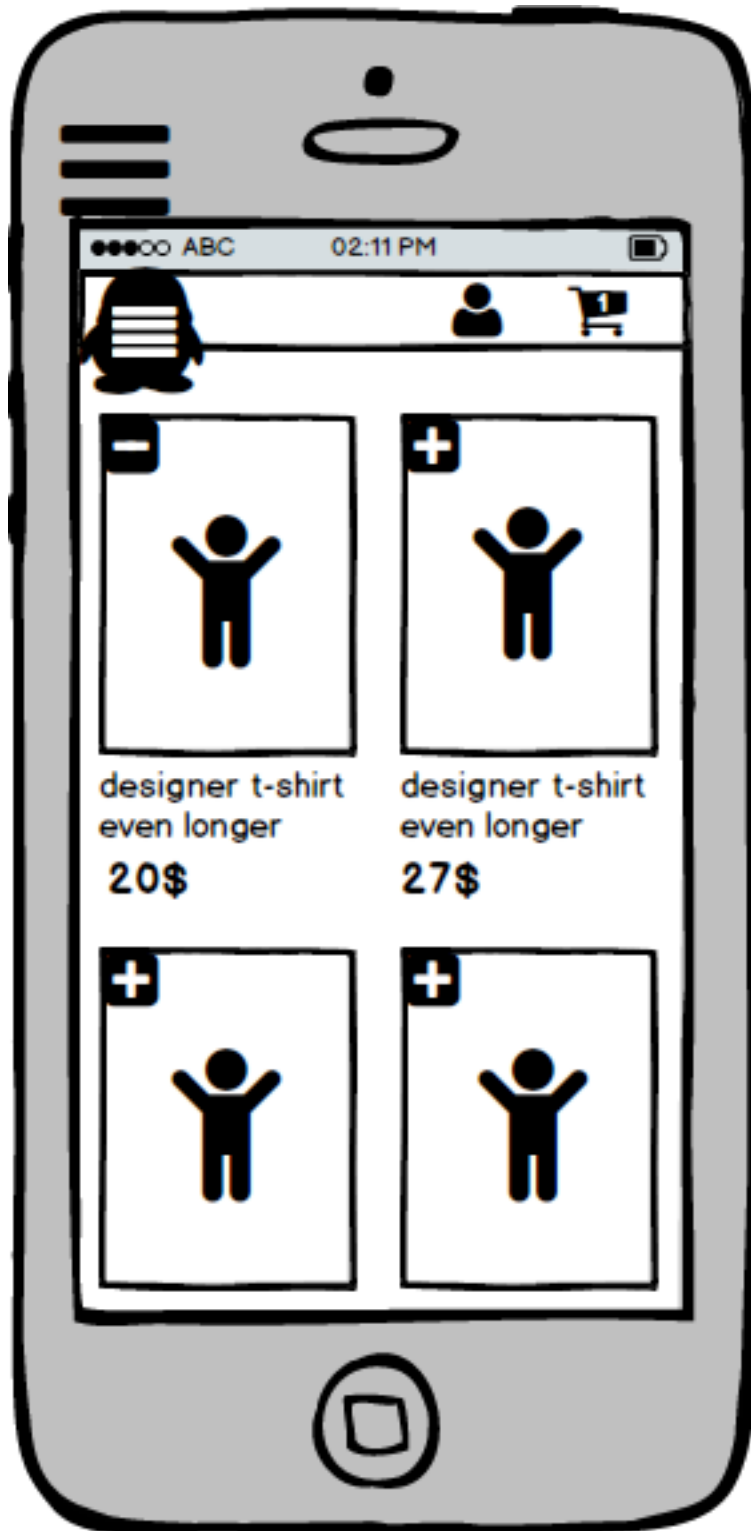 ABC 02:11 PM
1
designer t-shirt designer t-shirt
even longer even longer
20$ 27$